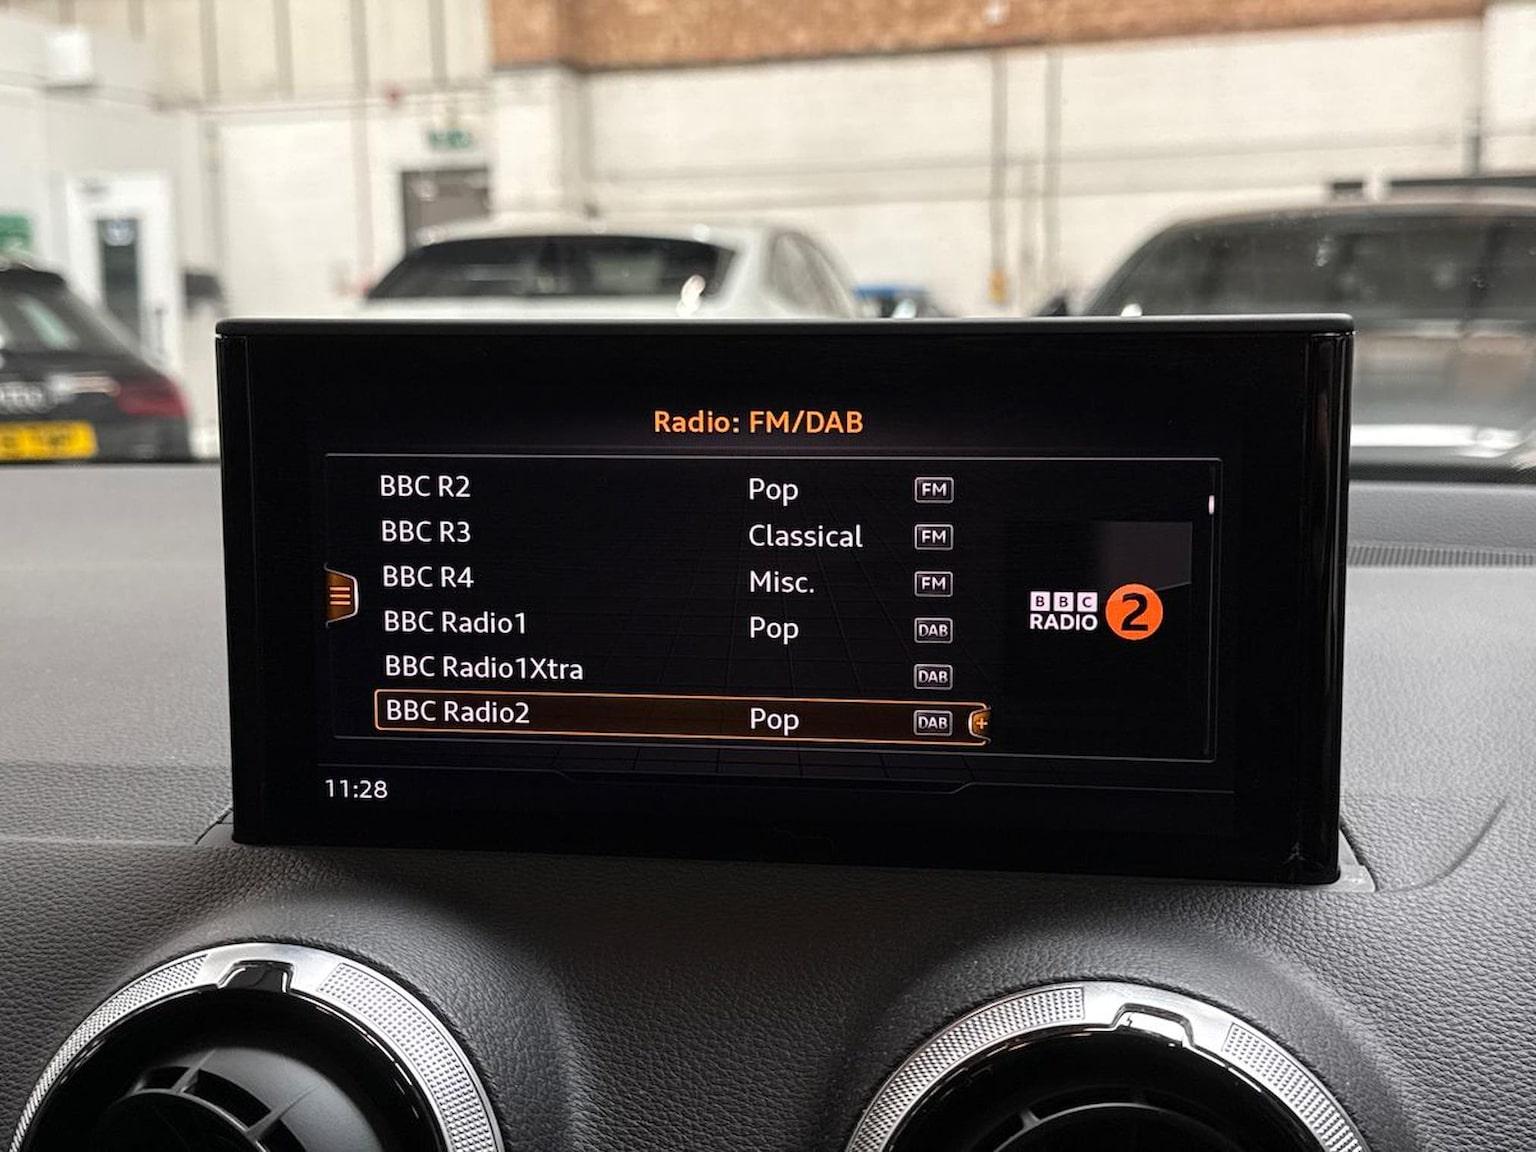 Radio: FM/DAB
BBC R2 Pop FM
BBC R3 Classical FM
BBC R4 Misc. FM
BBC Radio1 Pop DAB
BBC Radio1Xtra DAB
BBC Radio2 Pop DAB +
BBC
RADIO 2
11:28